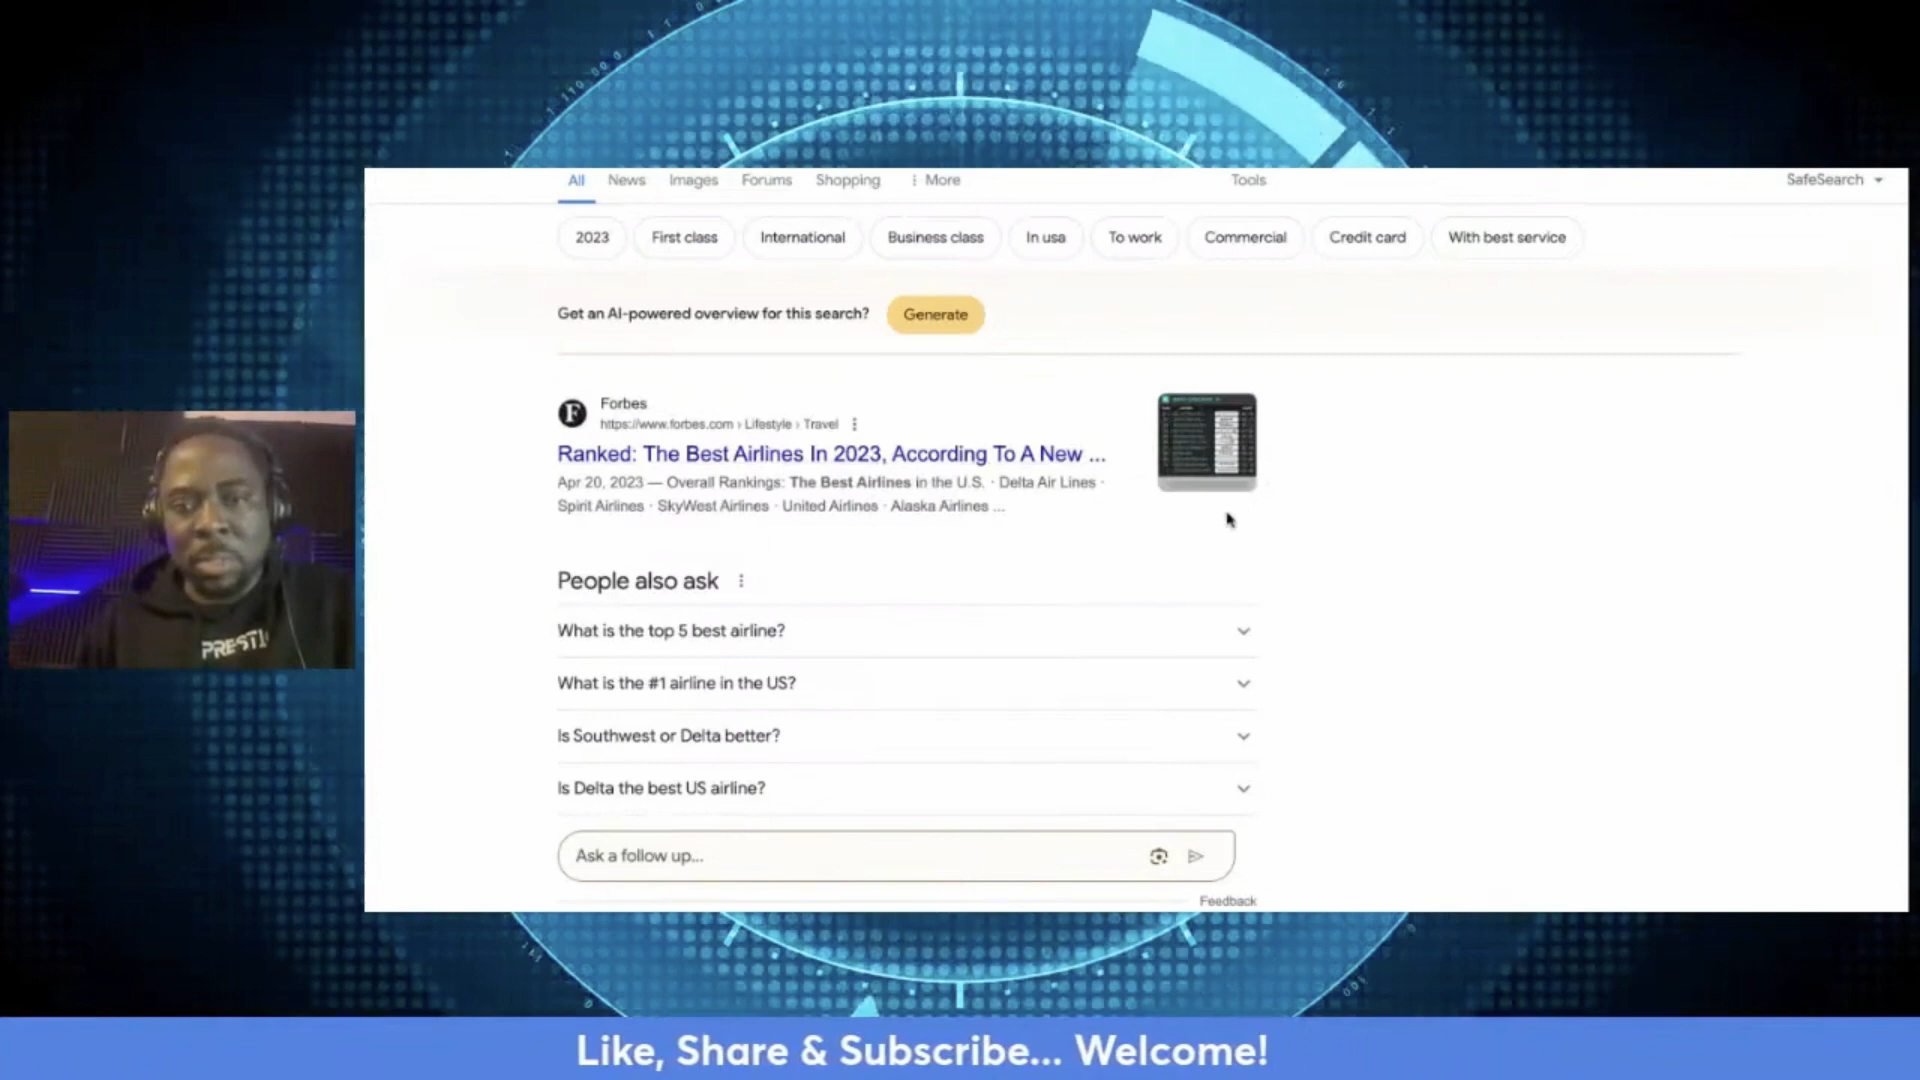 All News Images Forums Shopping More Tools SafeSearch
2023 First class International Business class In usa To work Commercial Credit card With best service
Get an AI-powered overview for this search? Generate
Forbes
https://www.forbes.com › Lifestyle › Travel
Ranked: The Best Airlines In 2023, According To A New ...
Apr 20, 2023 — Overall Rankings: The Best Airlines in the U.S. · Delta Air Lines ·
Spirit Airlines · SkyWest Airlines · United Airlines · Alaska Airlines ...
People also ask
What is the top 5 best airline?
What is the #1 airline in the US?
Is Southwest or Delta better?
Is Delta the best US airline?
Ask a follow up...
Feedback
PRESTI
Like, Share & Subscribe... Welcome!